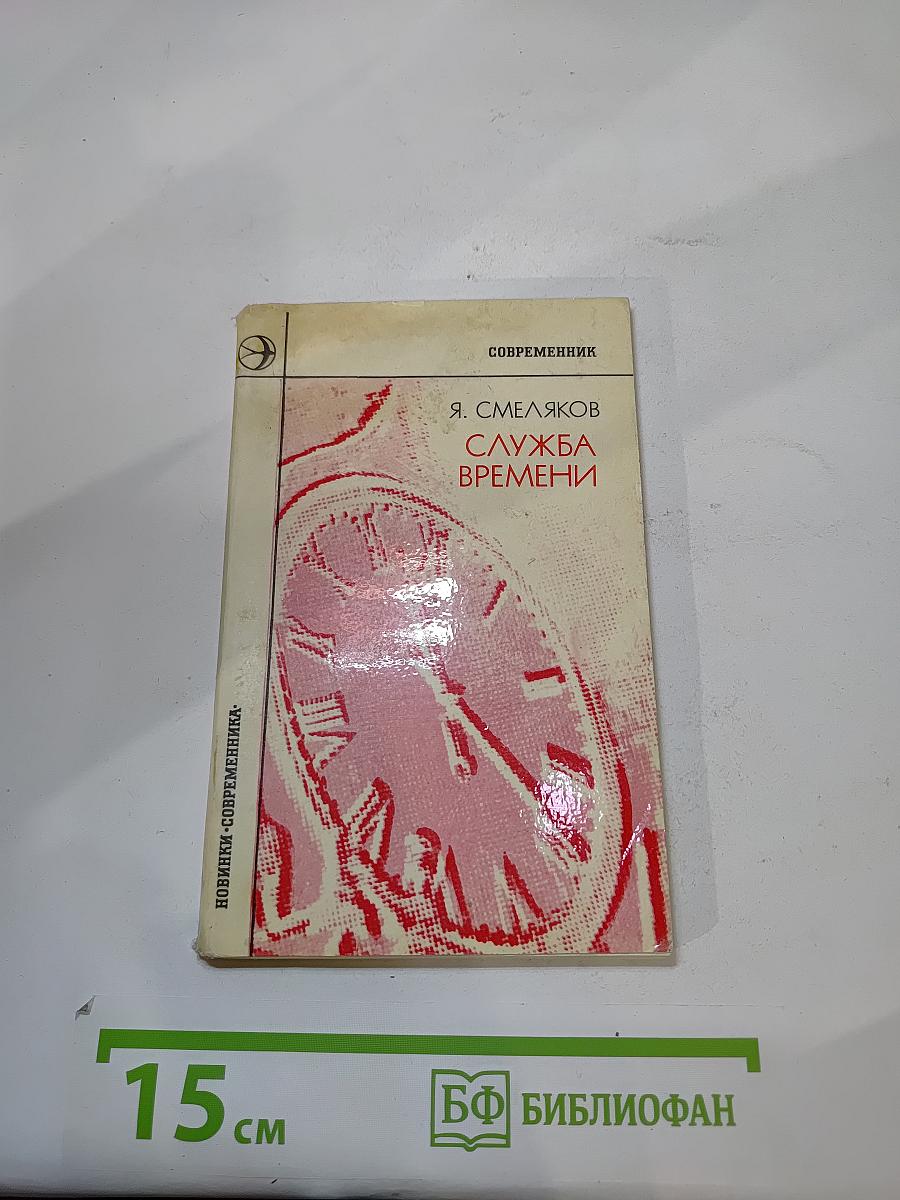 СОВРЕМЕННИК
Я. СМЕЛЯКОВ
СЛУЖБА
ВРЕМЕНИ
НОВИНКИ•СОВРЕМЕННИКА•
15 см
БФ БИБЛИОФАН